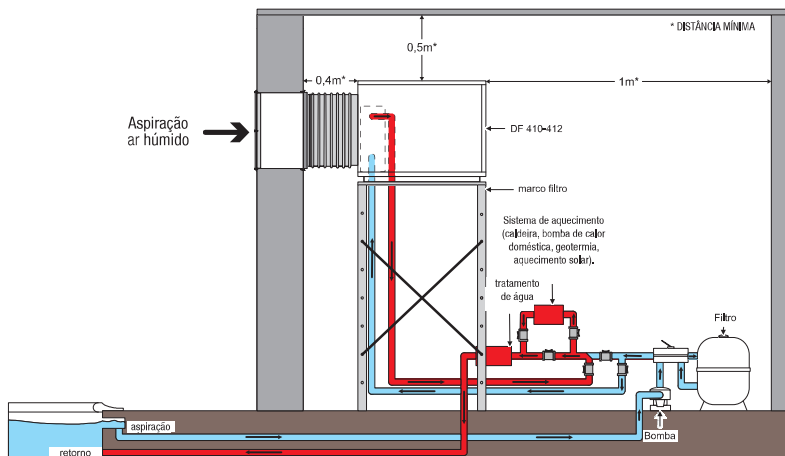 * DISTÂNCIA MÍNIMA
0,5m*
0,4m*
1m*
Aspiração
ar húmido
DF 410-412
marco filtro
Sistema de aquecimento
(caldeira, bomba de calor
doméstica, geotermia,
aquecimento solar).
tratamento
de água
Filtro
aspiração
Bomba
retorno